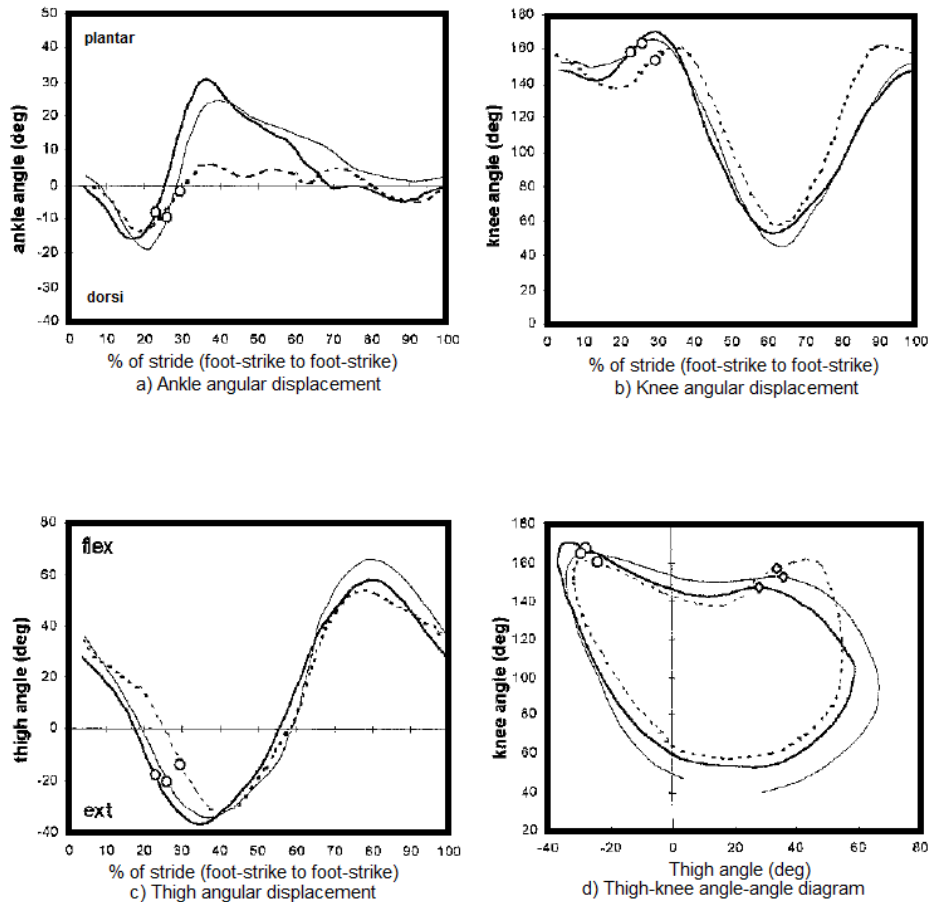 50
40
plantar
30
20
10
0
-10
-20
-30
dorsi
-40
ankle angle (deg)
0 10 20 30 40 50 60 70 80 90 100
% of stride (foot-strike to foot-strike)
a) Ankle angular displacement
180
160
140
120
100
80
60
40
20
0
knee angle (deg)
0 10 20 30 40 50 60 70 80 90 100
% of stride (foot-strike to foot-strike)
b) Knee angular displacement
80
flex
60
40
20
0
-20
ext
-40
thigh angle (deg)
0 10 20 30 40 50 60 70 80 90 100
% of stride (foot-strike to foot-strike)
c) Thigh angular displacement
180
160
140
120
100
80
60
40
20
knee angle (deg)
-40 -20 0 20 40 60 80
Thigh angle (deg)
d) Thigh-knee angle-angle diagram